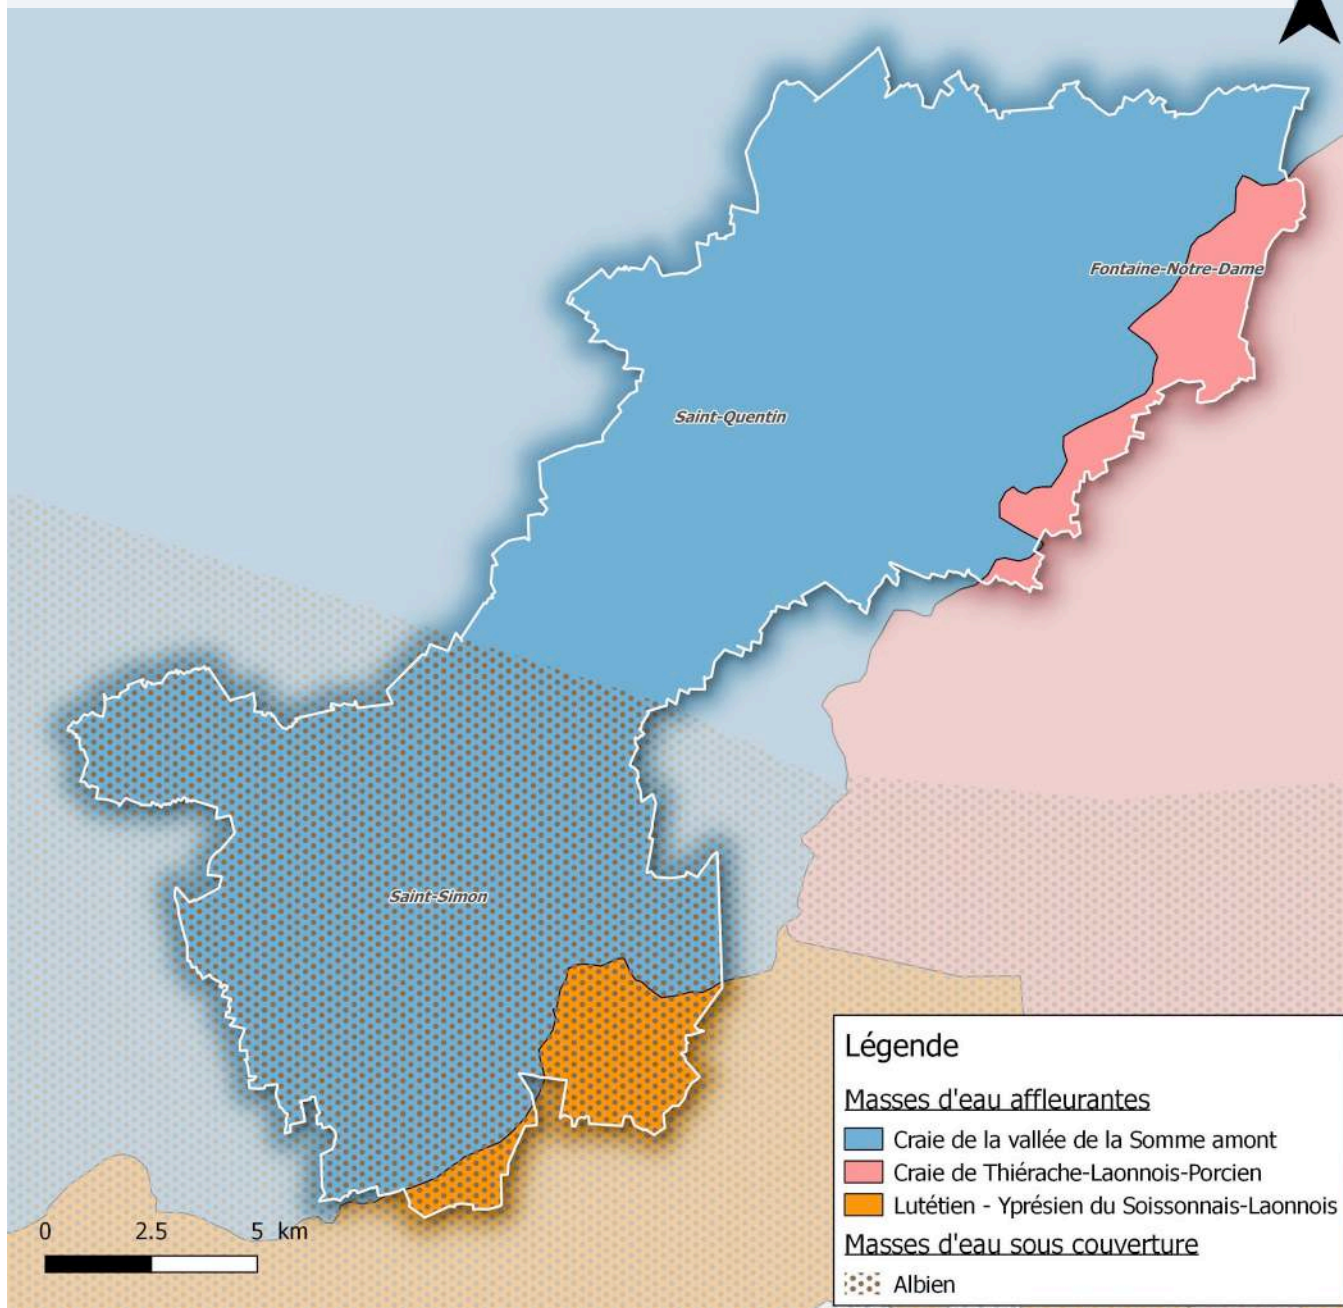 Fontaine-Notre-Dame
Saint-Quentin
Saint-Simon
0 2.5 5 km
Légende
Masses d'eau affleurantes
Craie de la vallée de la Somme amont
Craie de Thiérache-Laonnois-Porcien
Lutétien - Yprésien du Soissonnais-Laonnois
Masses d'eau sous couverture
Albien